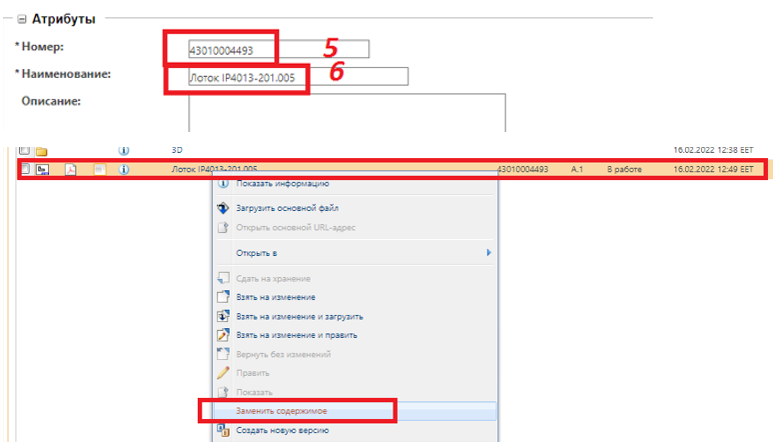 Атрибуты
* Номер: 43010004493 5
* Наименование: Лоток IP4013-201.005 6
Описание:
3D 16.02.2022 12:38 EET
Лоток IP4013-201.005 43010004493 A.1 В работе 16.02.2022 12:49 EET
Показать информацию
Загрузить основной файл
Открыть основной URL-адрес
Открыть в
Сдать на хранение
Взять на изменение
Взять на изменение и загрузить
Взять на изменение и править
Вернуть без изменений
Править
Показать
Заменить содержимое
Создать новую версию